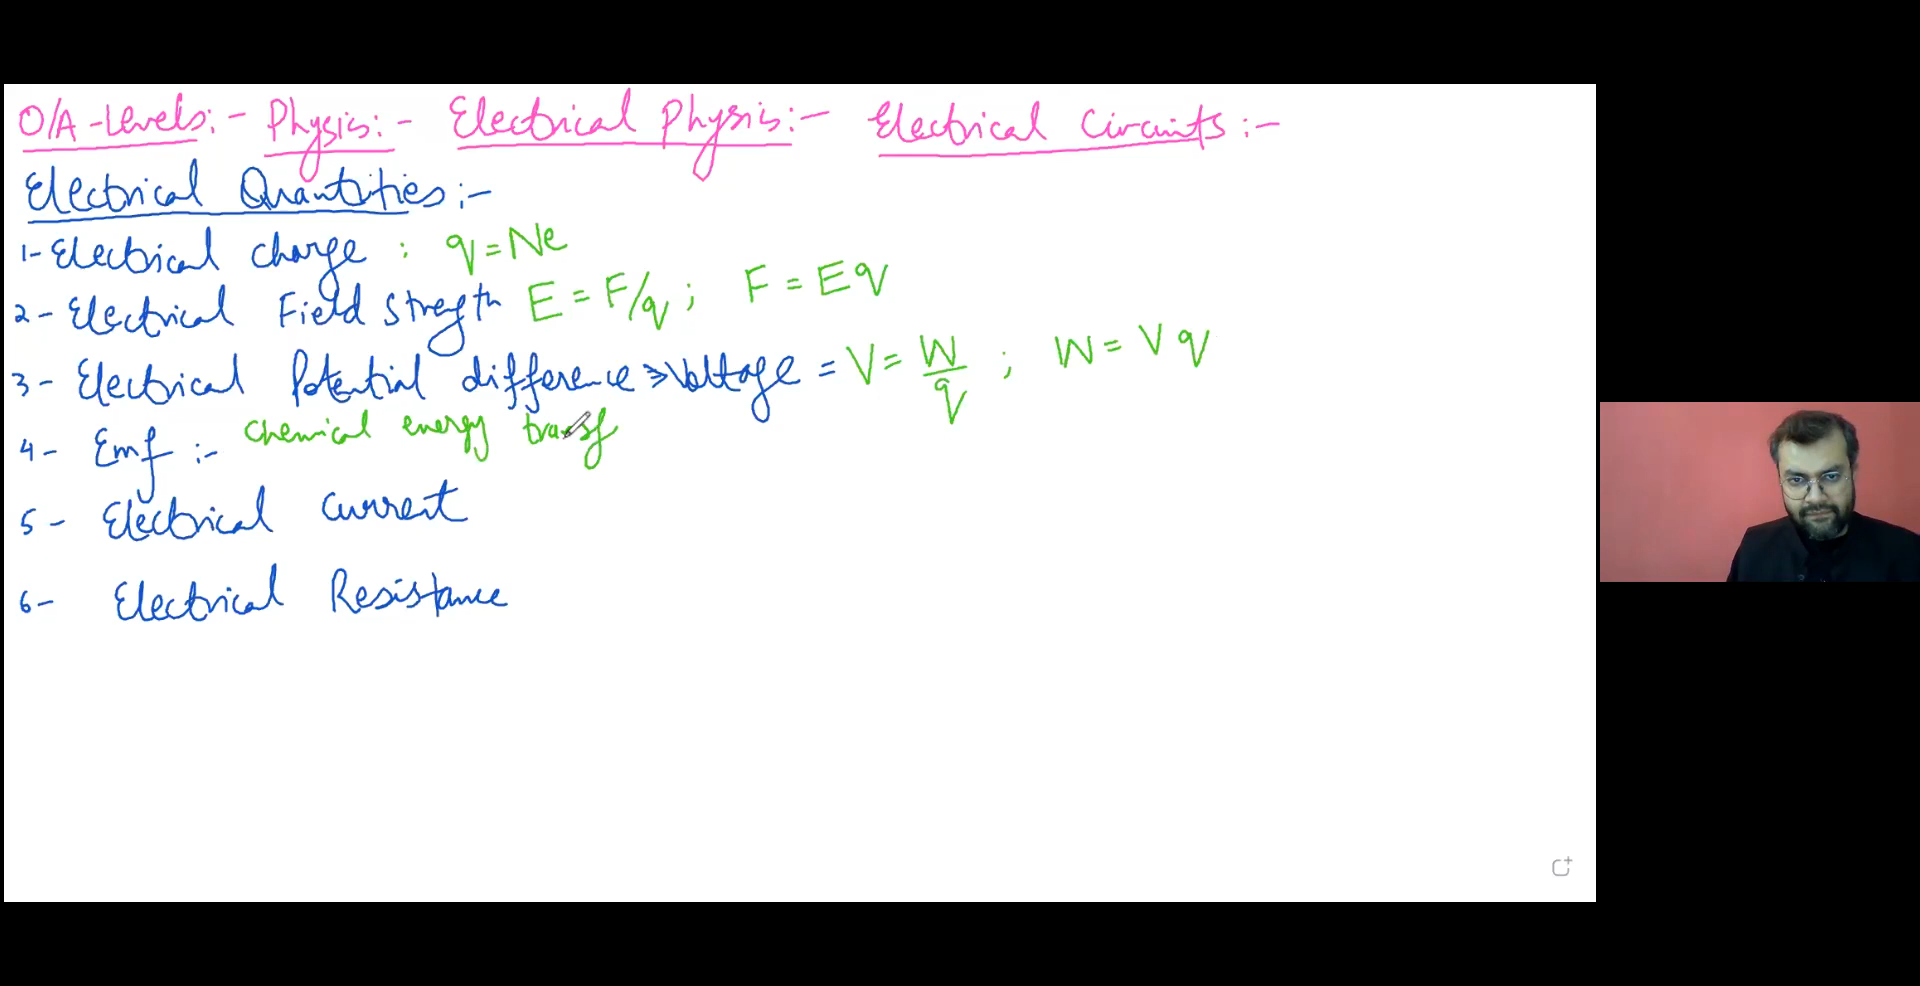 O/A-Levels:- Physics:- Electrical Physics:- Electrical Circuits:-
Electrical Quantities:-
1- Electrical charge : q = Ne
2- Electrical Field Strength E = F/q ; F = Eq
3- Electrical Potential difference ⇒ Voltage = V = W/q ; W = Vq
4- Emf :- Chemical energy transf
5- Electrical Current
6- Electrical Resistance